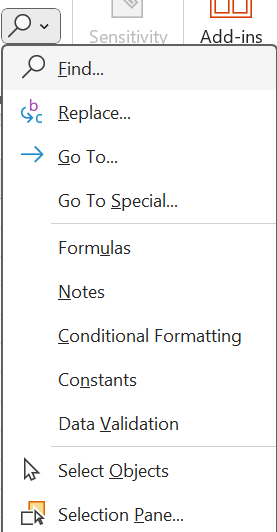 Sensitivity
Add-ins
Find...
b
c
Replace...
Go To...
Go To Special...
Formulas
Notes
Conditional Formatting
Constants
Data Validation
Select Objects
Selection Pane...